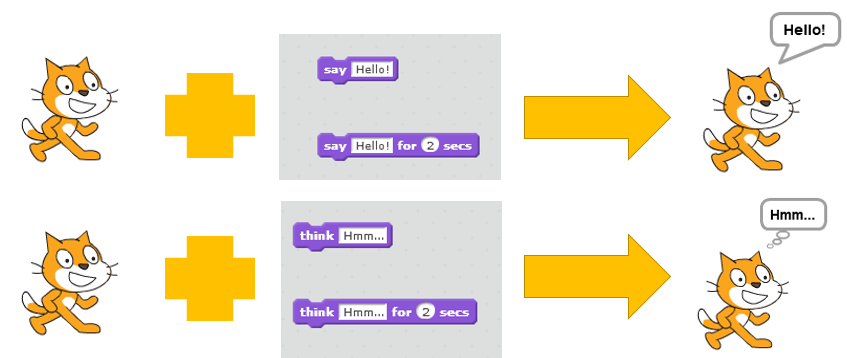 Hello!
say Hello!
say Hello! for 2 secs
Hmm...
think Hmm...
think Hmm... for 2 secs